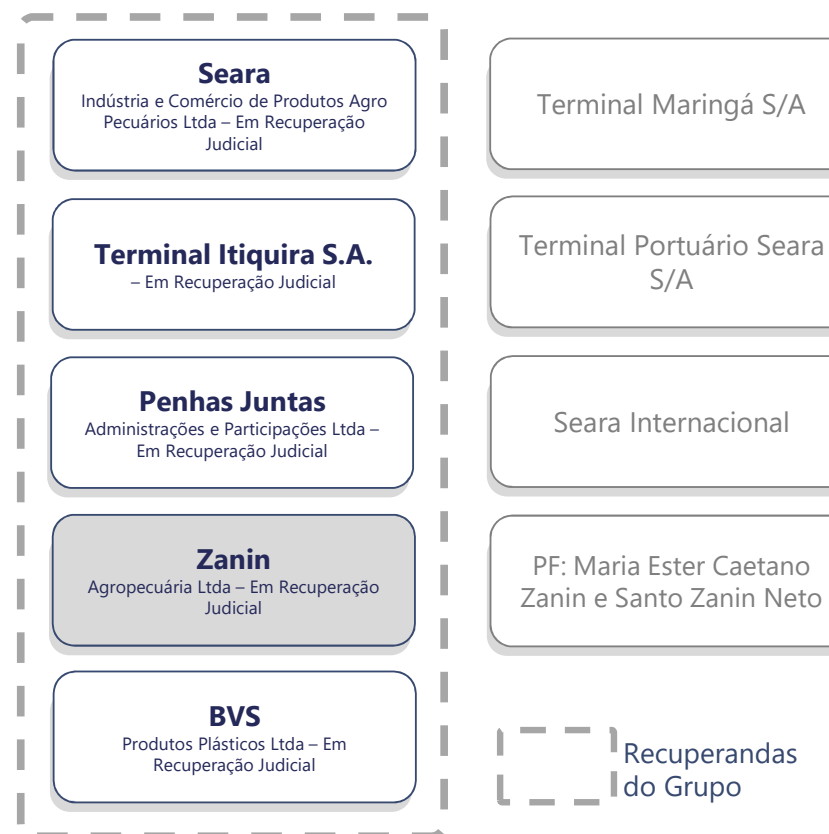 Seara
Indústria e Comércio de Produtos Agro
Pecuários Ltda – Em Recuperação
Judicial
Terminal Itiquira S.A.
– Em Recuperação Judicial
Penhas Juntas
Administrações e Participações Ltda –
Em Recuperação Judicial
Zanin
Agropecuária Ltda – Em Recuperação
Judicial
BVS
Produtos Plásticos Ltda – Em
Recuperação Judicial
Terminal Maringá S/A
Terminal Portuário Seara
S/A
Seara Internacional
PF: Maria Ester Caetano
Zanin e Santo Zanin Neto
Recuperandas
do Grupo